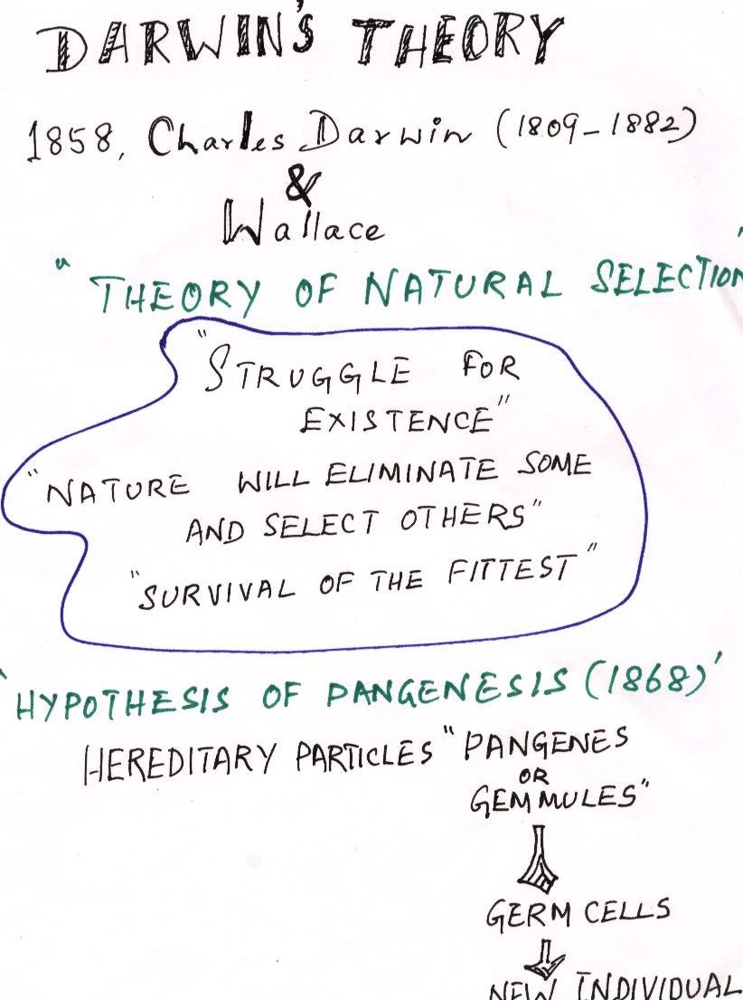 DARWIN'S THEORY
1858, Charles Darwin (1809-1882)
&
Wallace
"THEORY OF NATURAL SELECTION'
"STRUGGLE FOR
EXISTENCE"
"NATURE WILL ELIMINATE SOME
AND SELECT OTHERS"
"SURVIVAL OF THE FITTEST"
'HYPOTHESIS OF PANGENESIS (1868)'
HEREDITARY PARTICLES "PANGENES
OR
GEMMULES"
GERM CELLS
NEW INDIVIDUAL